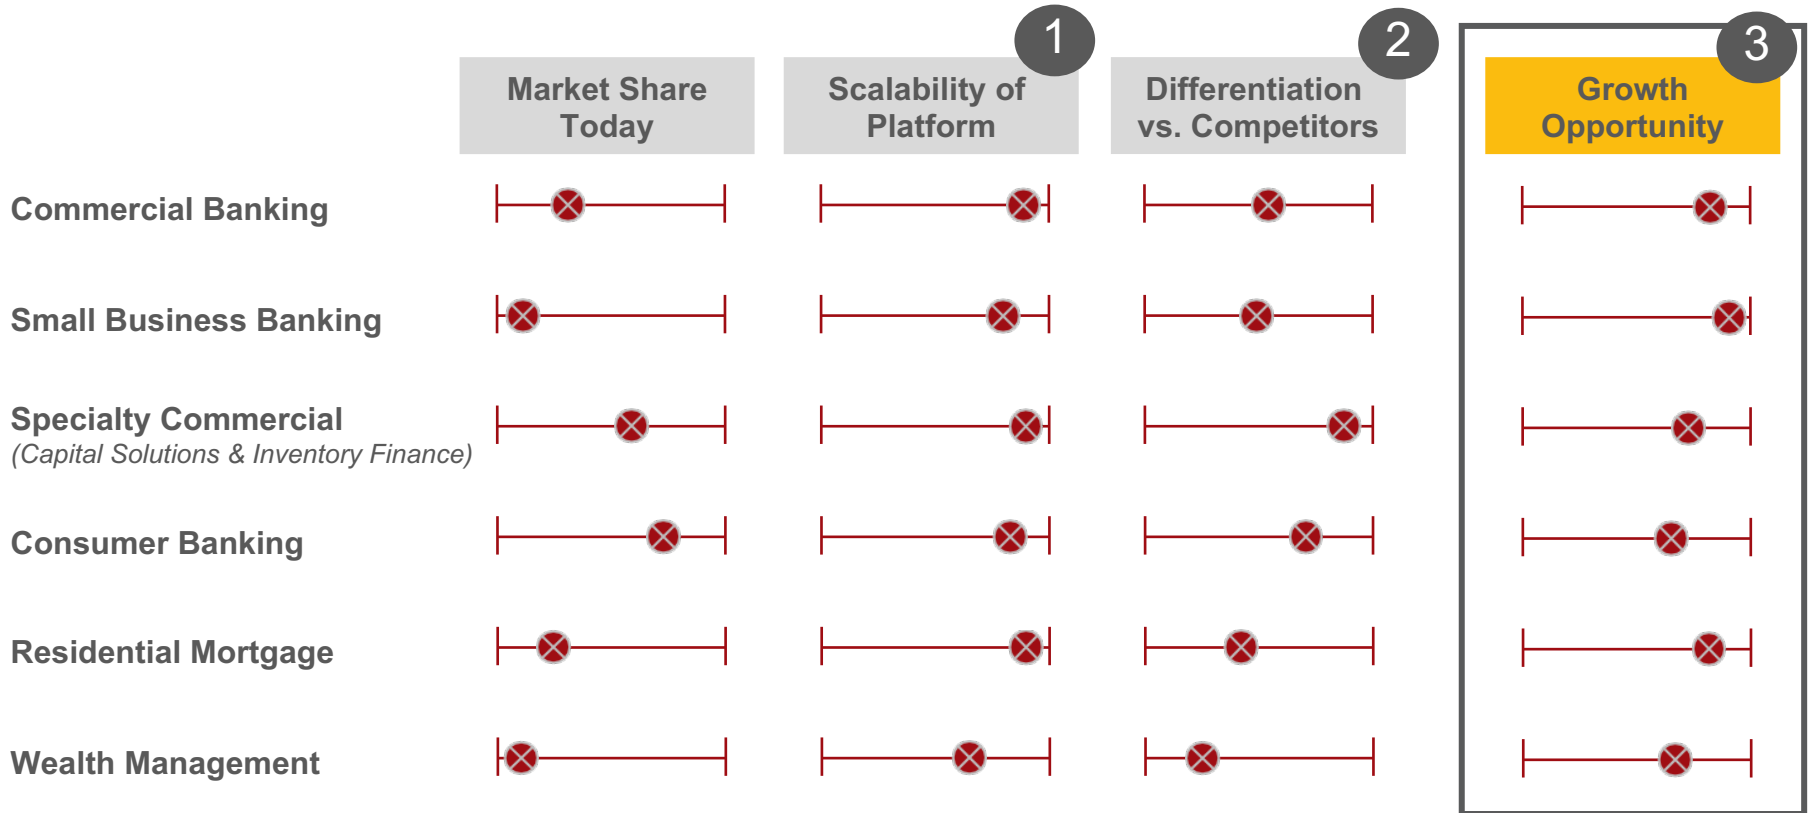 1
2
3
Market Share
Today
Scalability of
Platform
Differentiation
vs. Competitors
Growth
Opportunity
Commercial Banking
Small Business Banking
Specialty Commercial
(Capital Solutions & Inventory Finance)
Consumer Banking
Residential Mortgage
Wealth Management